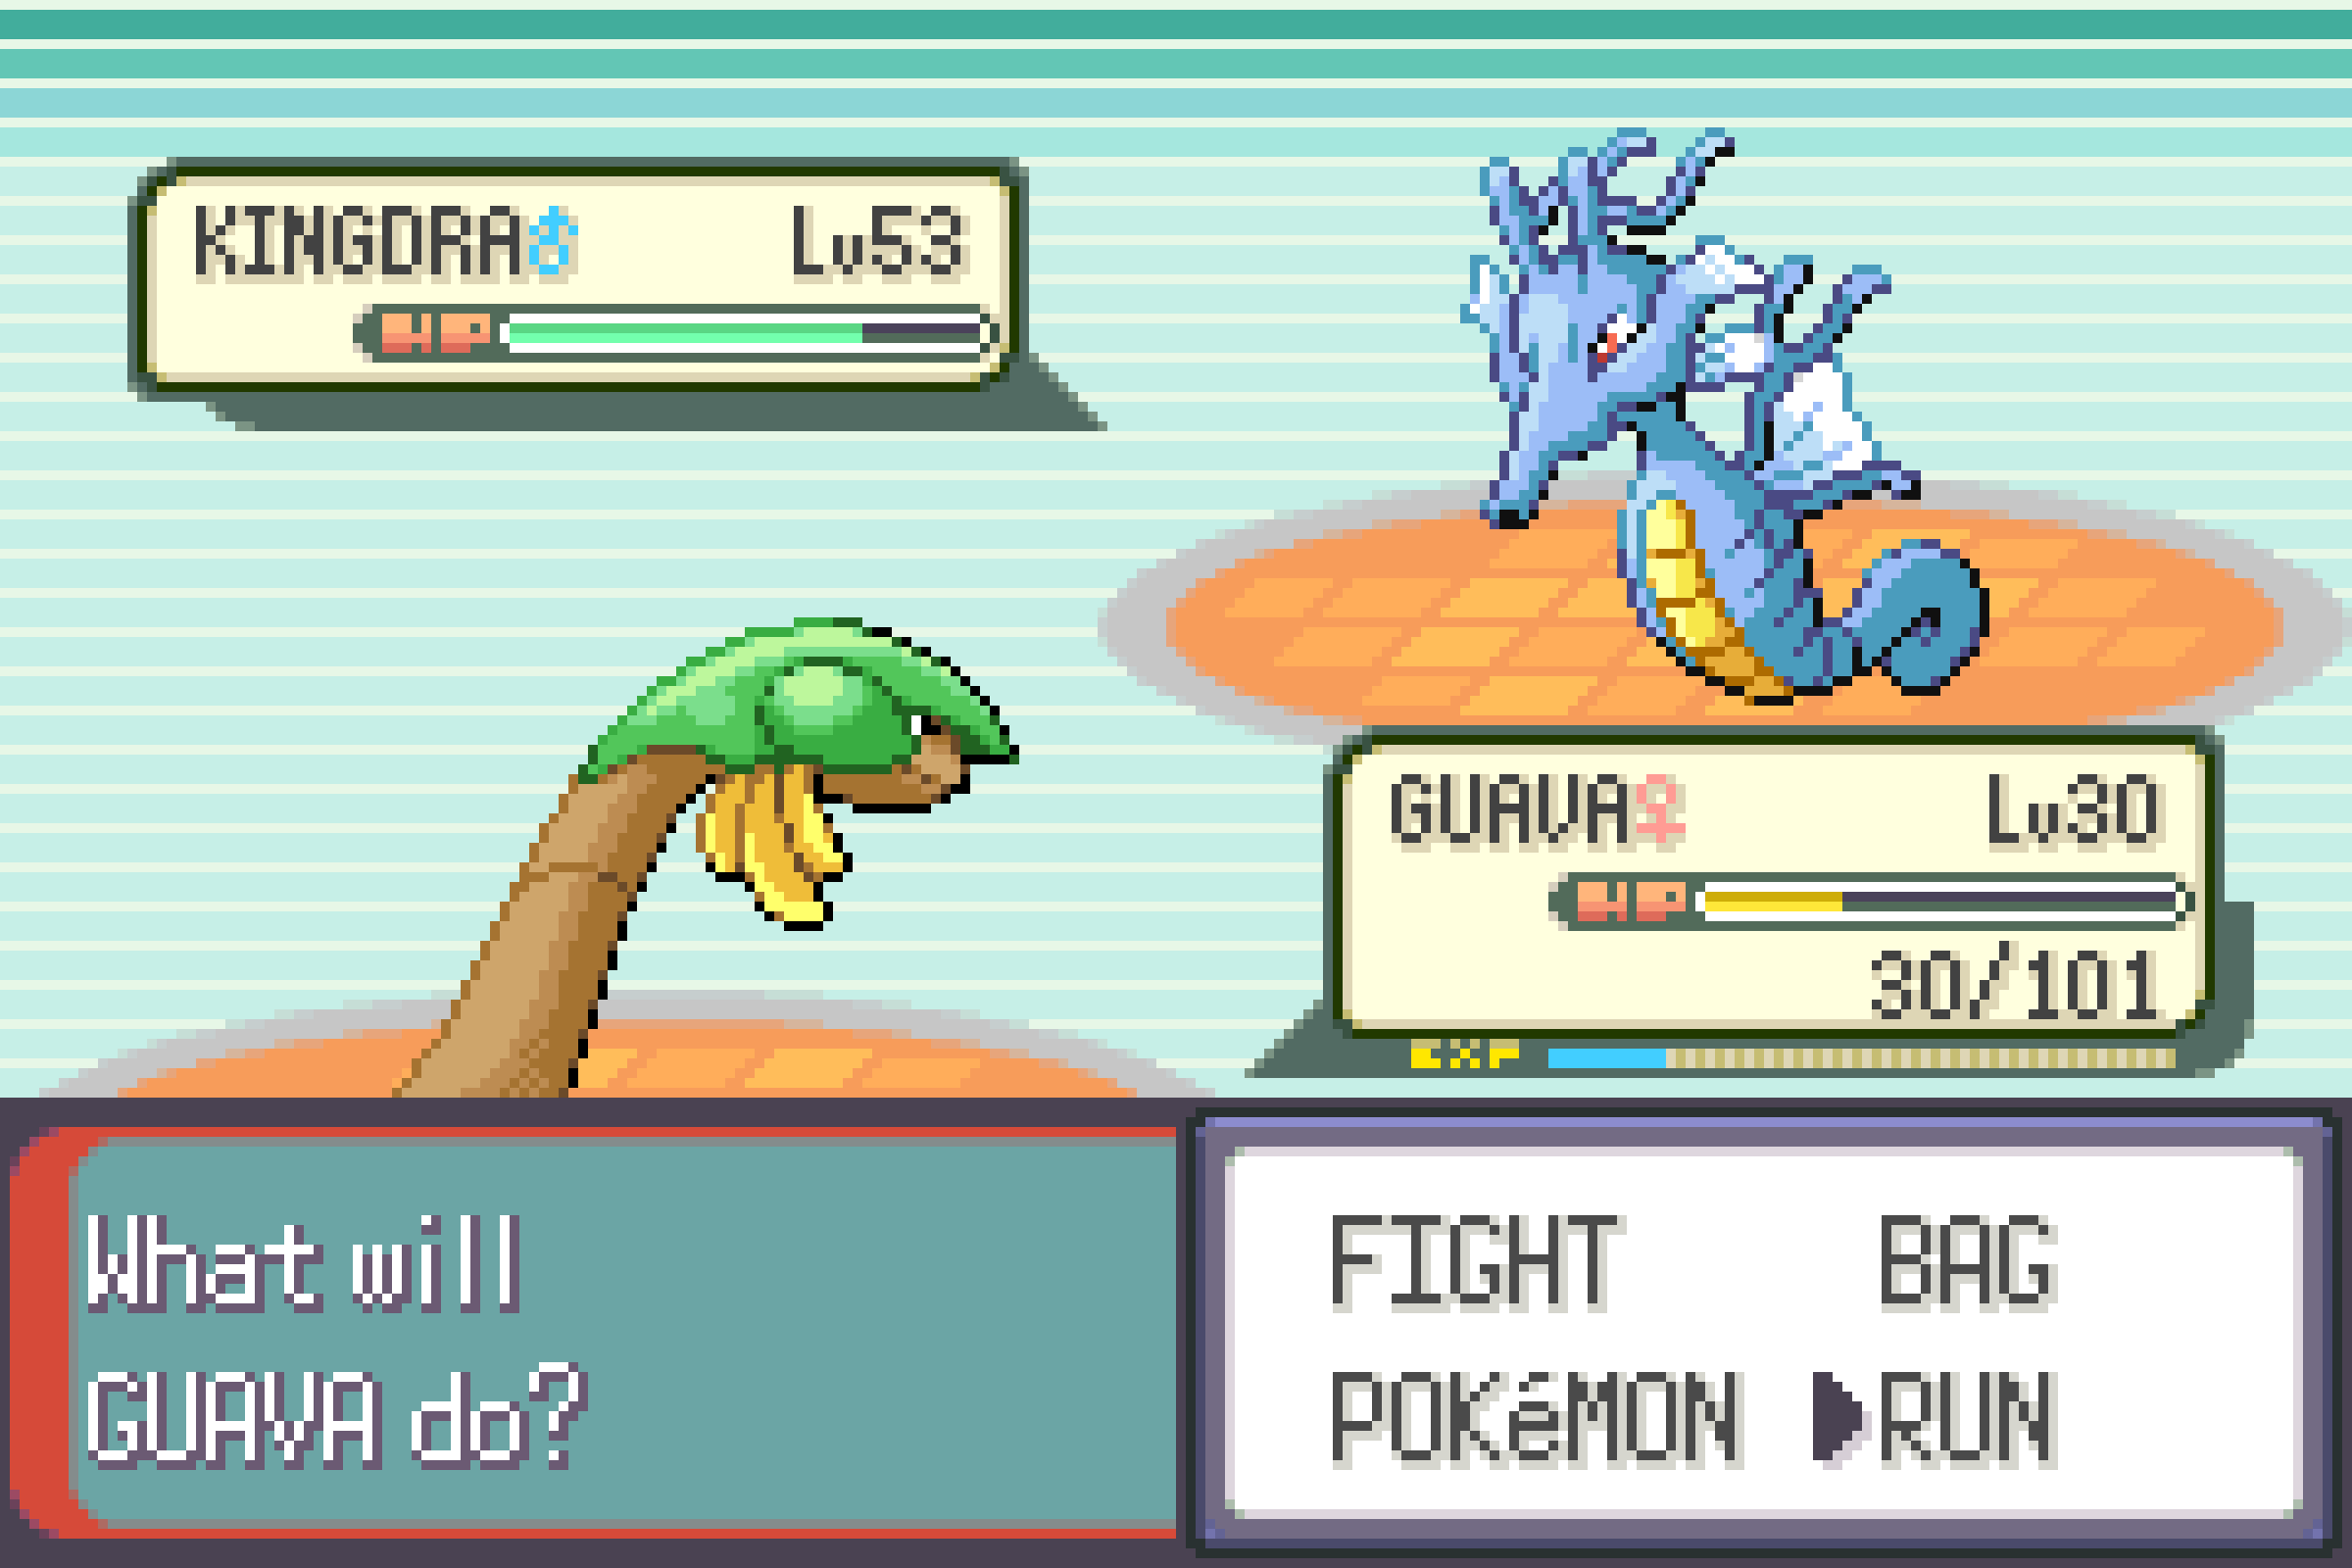 KINGDRA♂ Lv53
HP
GUAVA♀ Lv30
HP
30/101
EXP
What will
GUAVA do?
FIGHT BAG
POKéMON ▶RUN